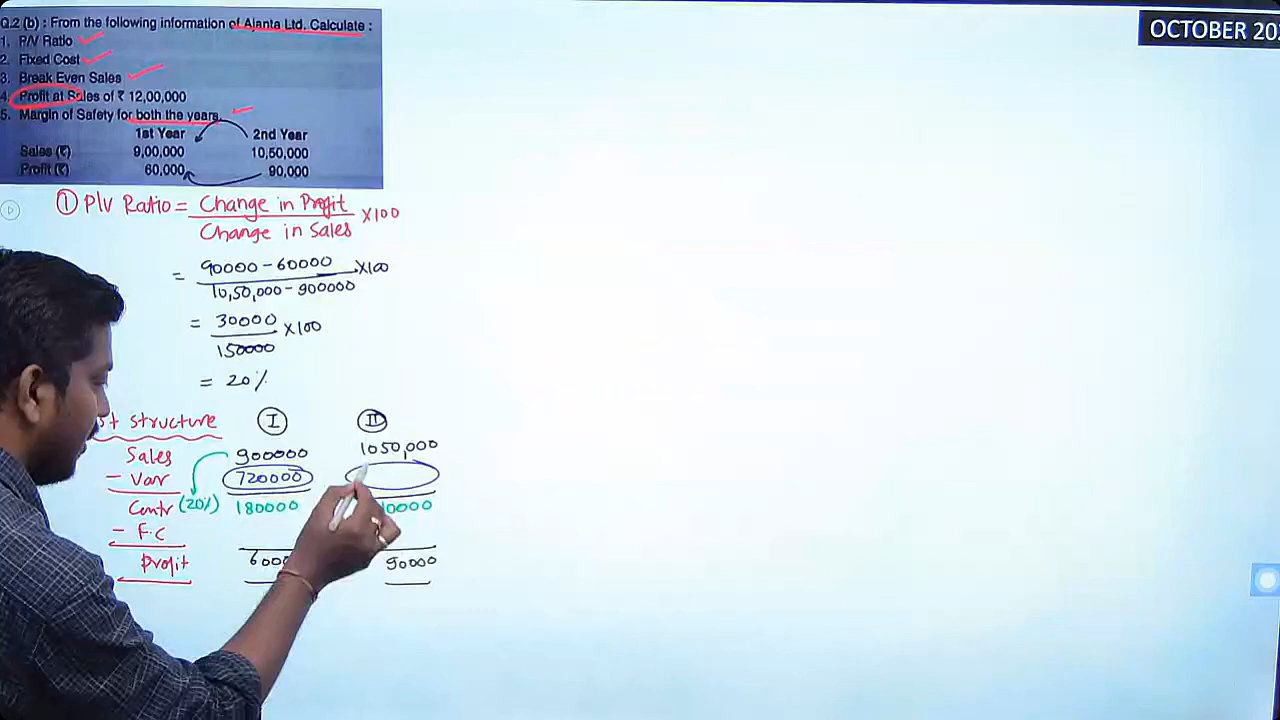 OCTOBER
Q.2 (b) : From the following information of Ajanta Ltd. Calculate :
1. P/V Ratio
2. Fixed Cost
3. Break Even Sales
4. Profit at Sales of ₹ 12,00,000
5. Margin of Safety for both the years.
1st Year 2nd Year
Sales (₹) 9,00,000 10,50,000
Profit (₹) 60,000 90,000
① P/V Ratio = Change in Profit
Change in Sales ×100
= 90000 - 60000 ×100
10,50,000 - 900000
= 30000 ×100
150000
= 20%
structure I II
Sales 900000 1050,000
- Var 720000
Contr (20%) 180000
- F.C
Profit 90000